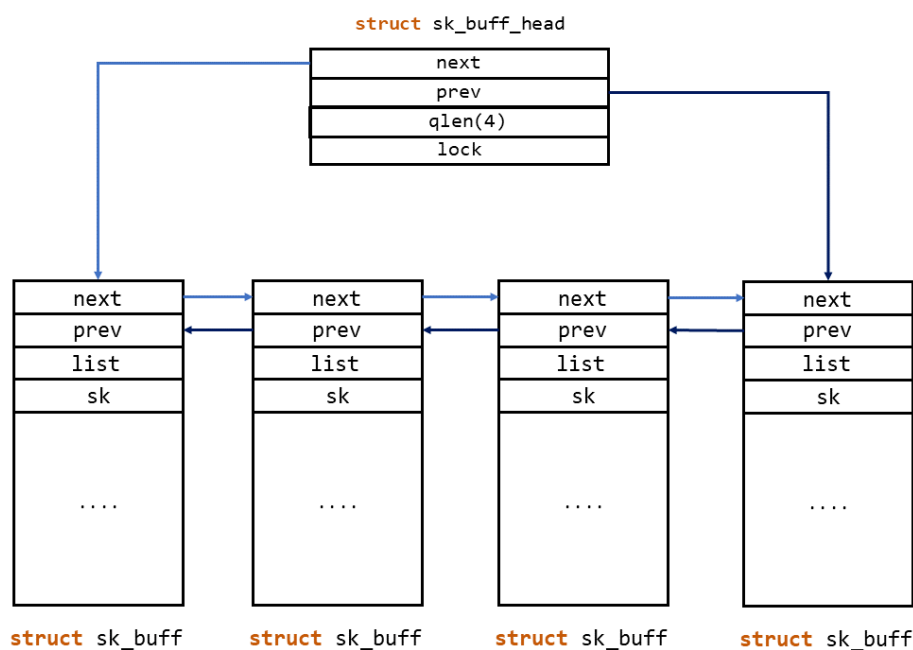 struct sk_buff_head
next
prev
qlen(4)
lock
next
prev
list
sk
....
struct sk_buff
next
prev
list
sk
....
struct sk_buff
next
prev
list
sk
....
struct sk_buff
next
prev
list
sk
....
struct sk_buff